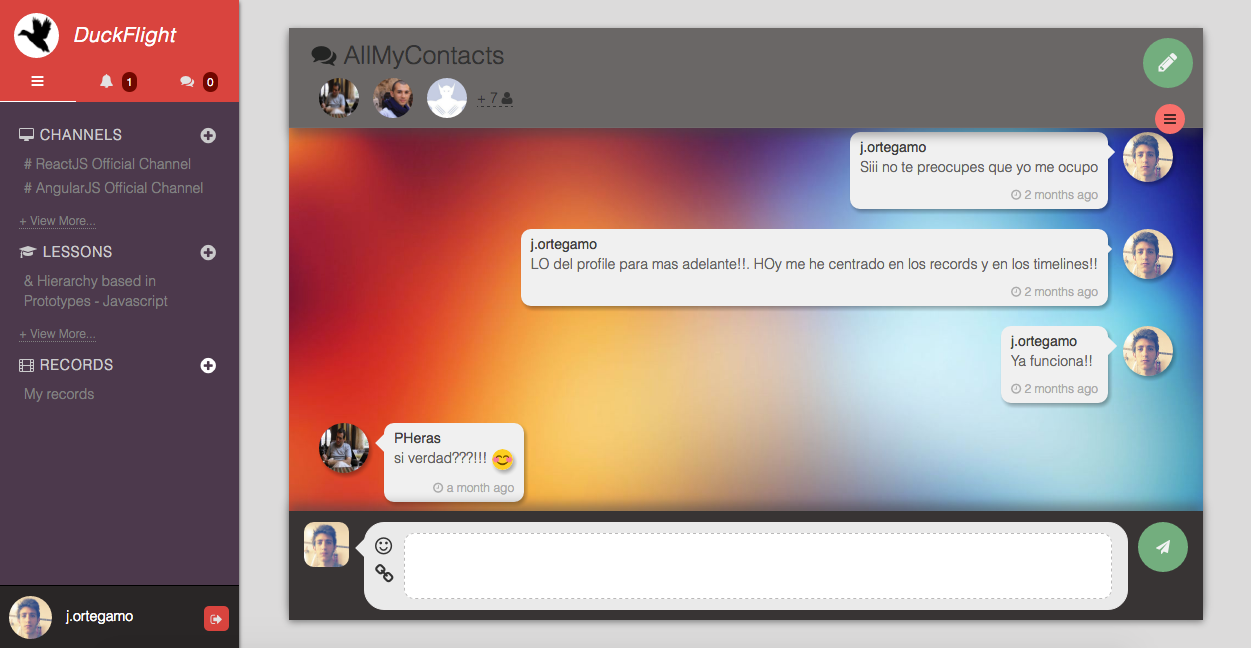 DuckFlight
1
0
CHANNELS
# ReactJS Official Channel
# AngularJS Official Channel
+ View More...
LESSONS
& Hierarchy based in
Prototypes - Javascript
+ View More...
RECORDS
My records
j.ortegamo
AllMyContacts
+ 7
j.ortegamo
Siii no te preocupes que yo me ocupo
2 months ago
j.ortegamo
LO del profile para mas adelante!!. HOy me he centrado en los records y en los timelines!!
2 months ago
j.ortegamo
Ya funciona!!
2 months ago
PHeras
si verdad???!!! 😊
a month ago